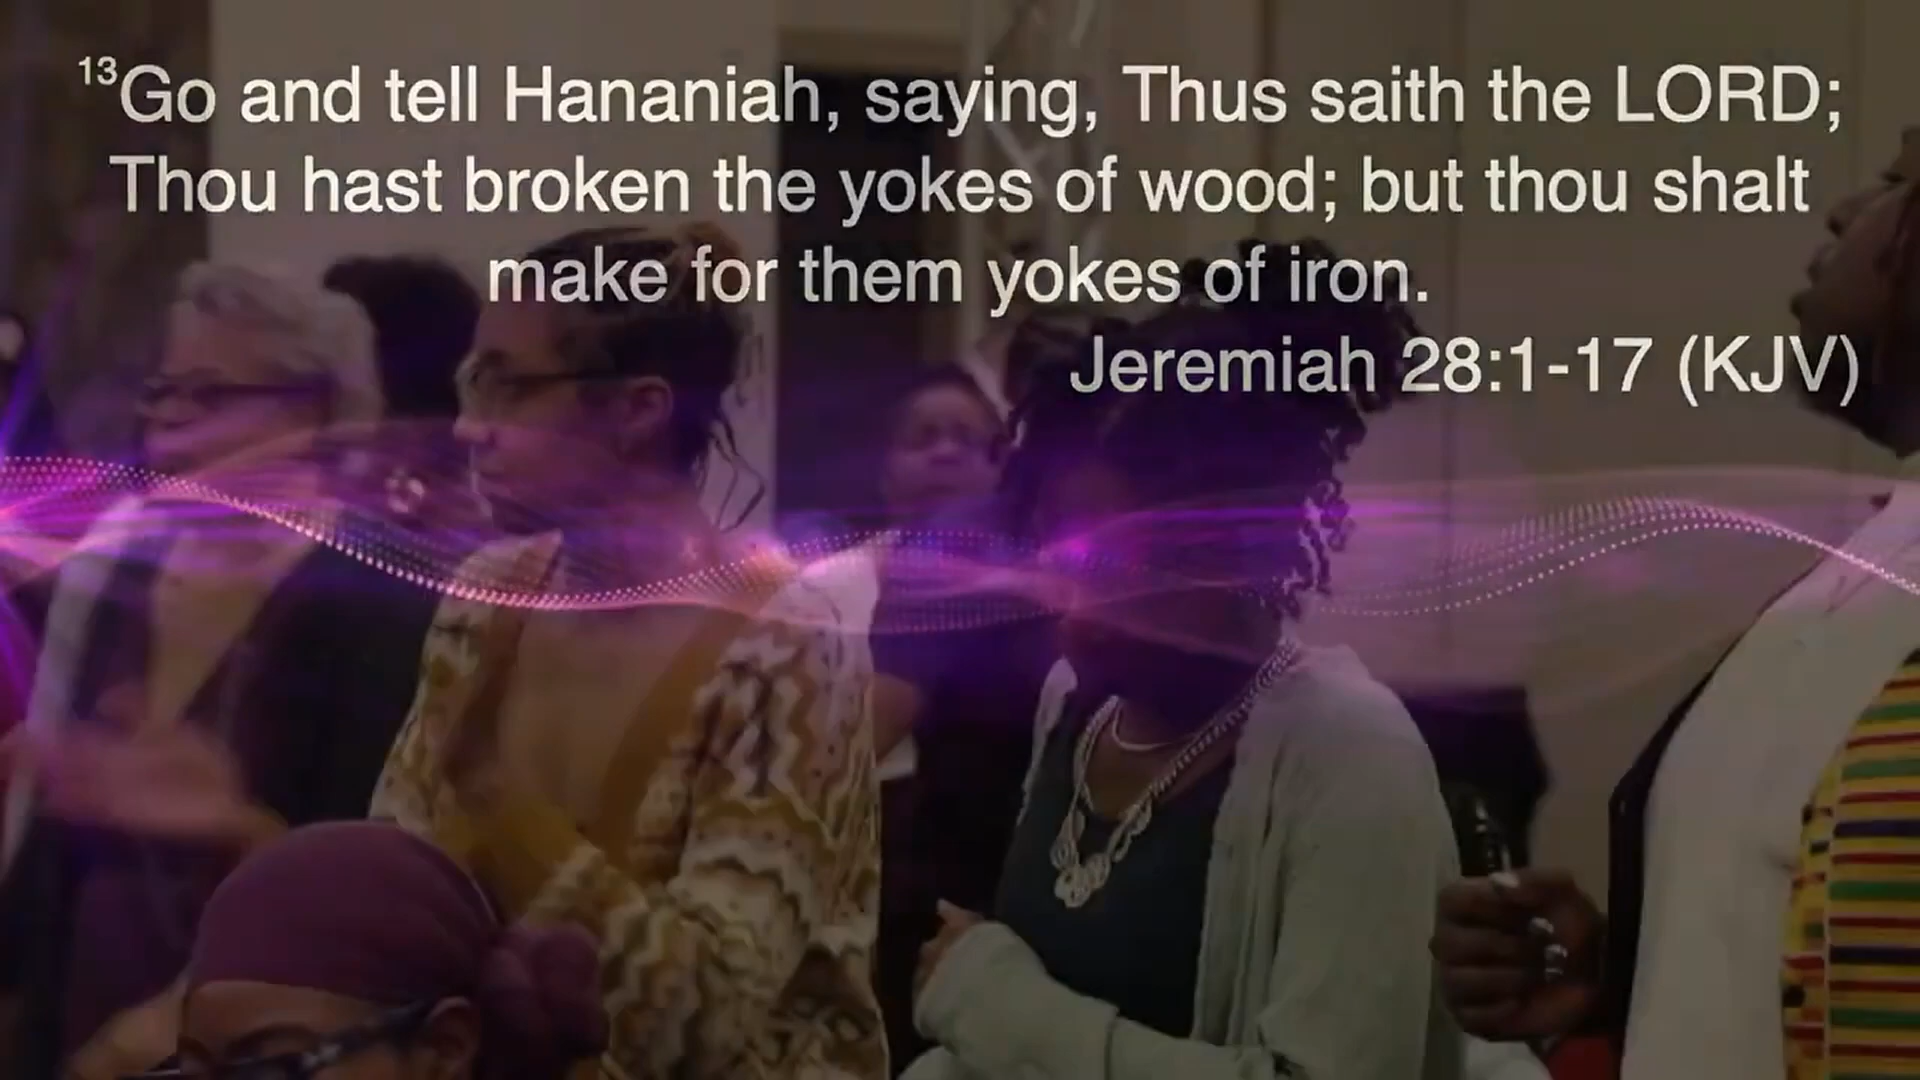 13Go and tell Hananiah, saying, Thus saith the LORD;
Thou hast broken the yokes of wood; but thou shalt
make for them yokes of iron.
Jeremiah 28:1-17 (KJV)